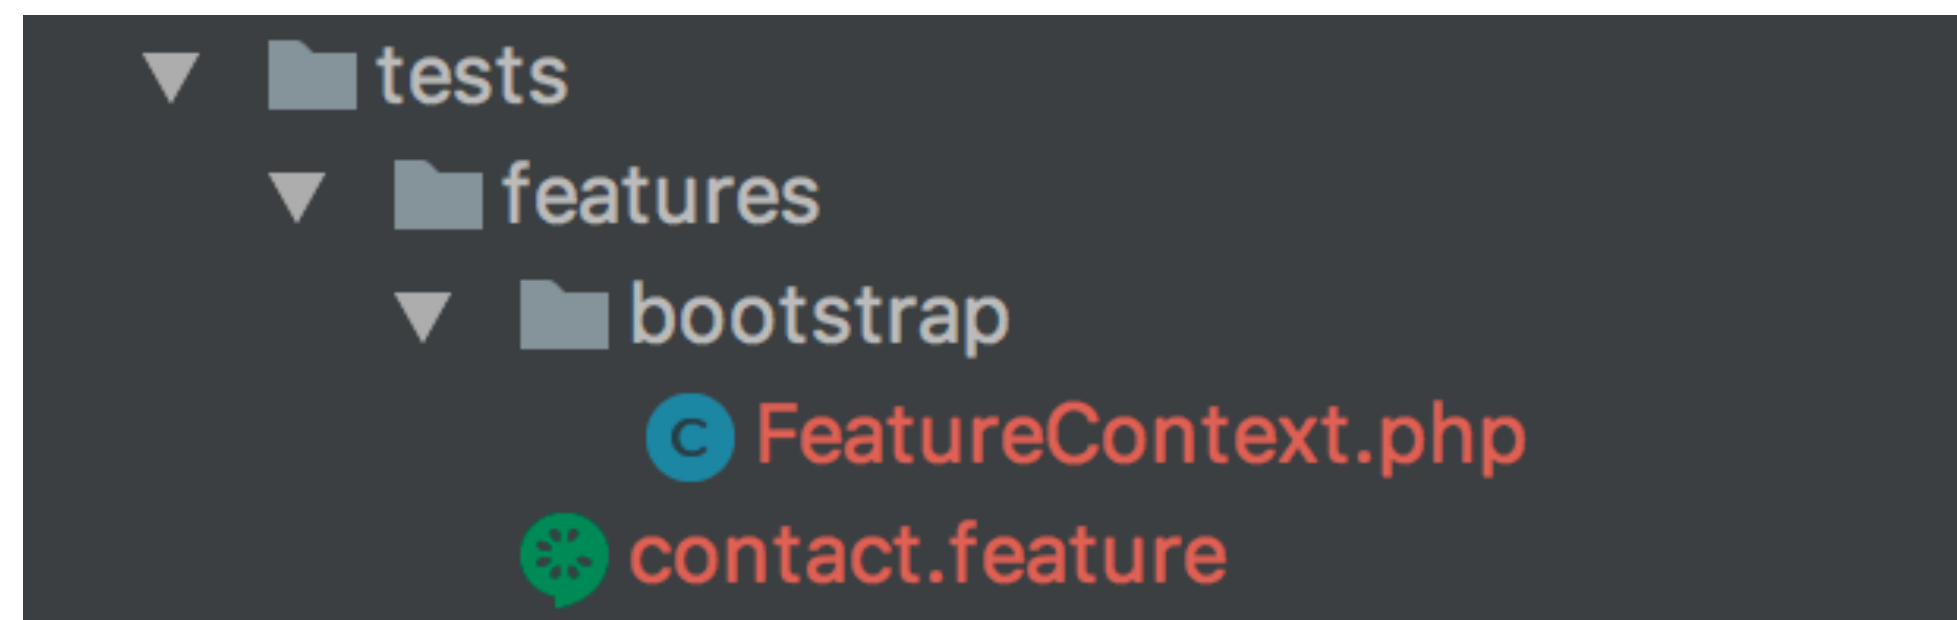 tests
features
bootstrap
C FeatureContext.php
contact.feature